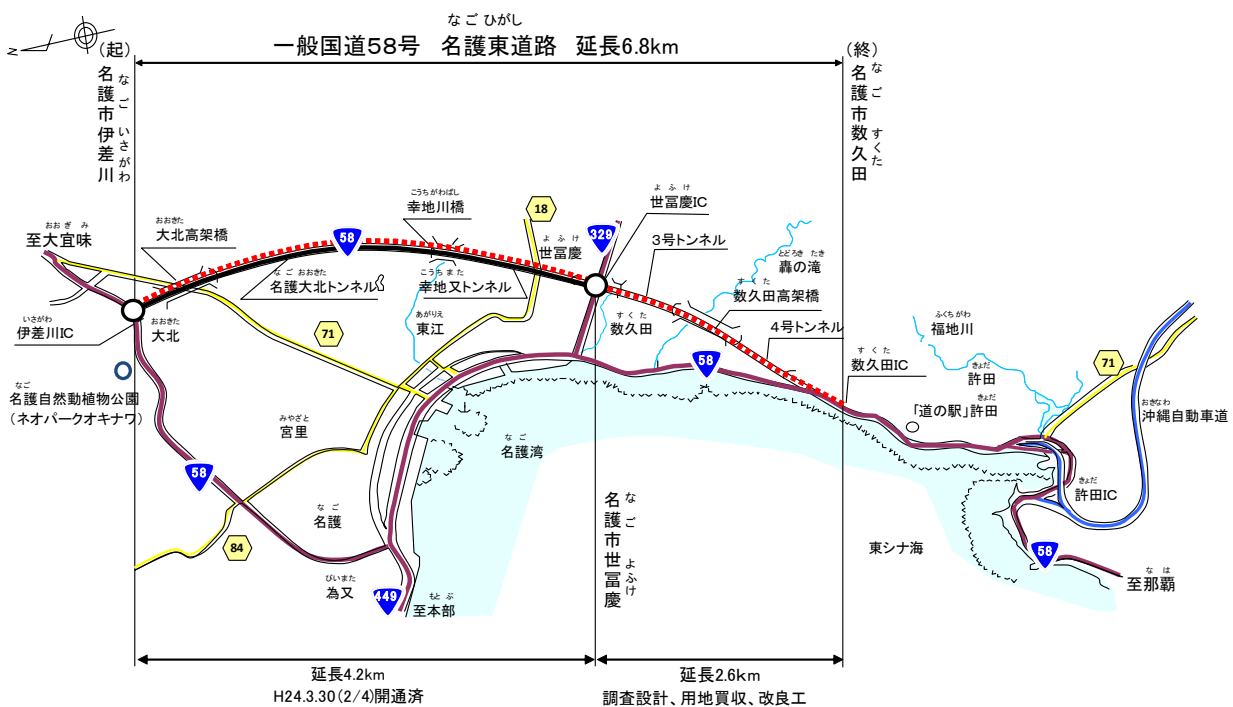 なごひがし
一般国道58号 名護東道路 延長6.8km
N
(起)
名護市伊差川
なご いさがわ
(終)
名護市数久田
なご すくた
おおぎみ
至大宜味
おおきた
大北高架橋
こうちがわばし
幸地川橋
18
よふけ
世冨慶IC
58
よふけ
世冨慶
329
3号トンネル
とどろき たき
轟の滝
なご おおきた
名護大北トンネル
こうちまた
幸地又トンネル
すくた
数久田高架橋
いさがわ
伊差川IC
おおきた
大北
71
あがりえ
東江
すくた
数久田
58
4号トンネル
すくた
数久田IC
ふくちがわ
福地川
きょだ
許田
71
おきなわ
沖縄自動車道
なご
名護自然動植物公園
(ネオパークオキナワ)
みやざと
宮里
なご
名護湾
きょだ
「道の駅」許田
58
なご
名護
84
びいまた
為又
449
もとぶ
至本部
名護市世冨慶
なご よふけ
東シナ海
きょだ
許田IC
58
なは
至那覇
延長4.2km
H24.3.30(2/4)開通済
延長2.6km
調査設計、用地買収、改良工